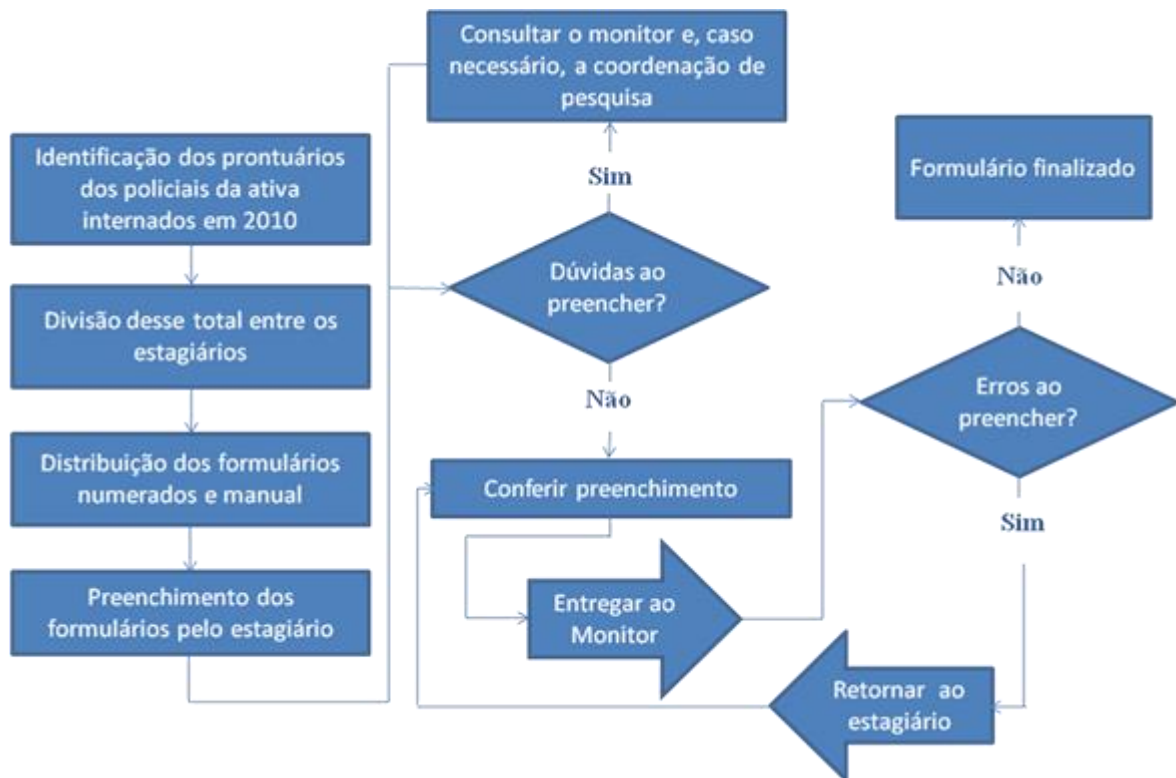 Identificação dos prontuários
dos policiais da ativa
internados em 2010
Divisão desse total entre os
estagiários
Distribuição dos formulários
numerados e manual
Preenchimento dos
formulários pelo estagiário
Consultar o monitor e, caso
necessário, a coordenação de
pesquisa
Sim
Dúvidas ao
preencher?
Não
Conferir preenchimento
Entregar ao
Monitor
Formulário finalizado
Não
Erros ao
preencher?
Sim
Retornar ao
estagiário